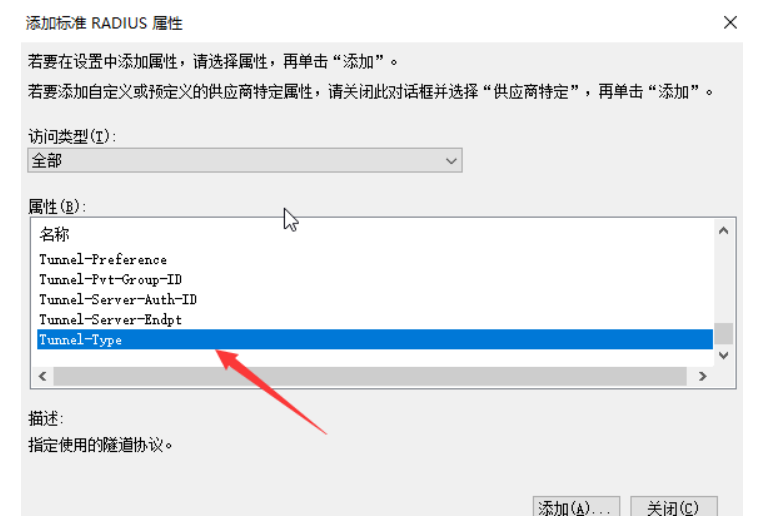 添加标准 RADIUS 属性
若要在设置中添加属性，请选择属性，再单击“添加”。
若要添加自定义或预定义的供应商特定属性，请关闭此对话框并选择“供应商特定”，再单击“添加”。
访问类型(T):
全部
属性(B):
名称
Tunnel-Preference
Tunnel-Pvt-Group-ID
Tunnel-Server-Auth-ID
Tunnel-Server-Endpt
Tunnel-Type
描述:
指定使用的隧道协议。
添加(A)... 关闭(C)